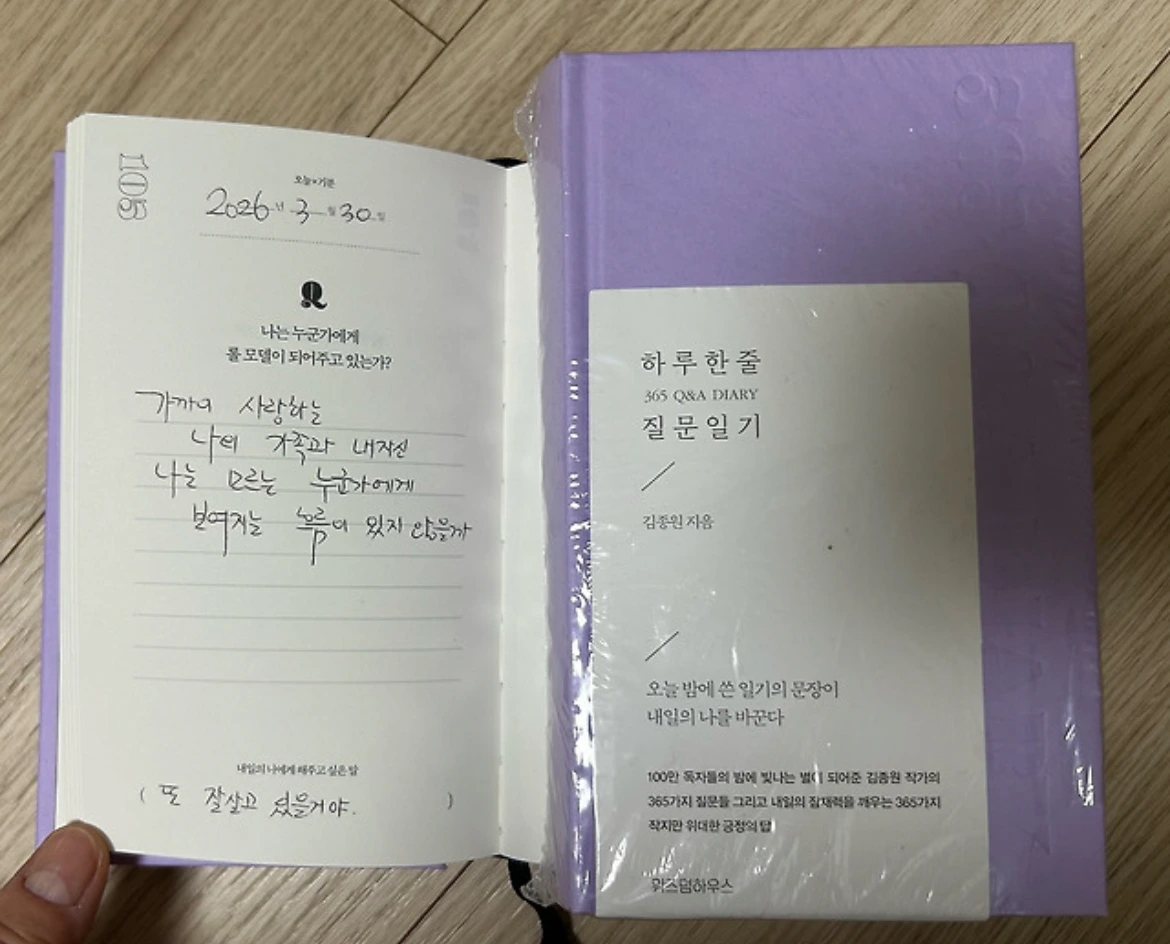 105
오늘의 기분
2026년 3월 30일
Q
나는 누군가에게
롤 모델이 되어주고 있는가?
가까이 사랑하는
나의 가족과 내자신
나는 모르는 누군가에게
보여지는 모습이 있지 않을까
내일의 나에게 해주고 싶은 말
( 또 잘살고 있을거야. )
하루 한 줄
365 Q&A DIARY
질문 일기
김종원 지음
오늘 밤에 쓴 일기의 문장이
내일의 나를 바꾼다
100만 독자들의 밤에 빛나는 별이 되어준 김종원 작가의
365가지 질문들 그리고 내일의 잠재력을 깨우는 365가지
작지만 위대한 긍정의 답
위즈덤하우스